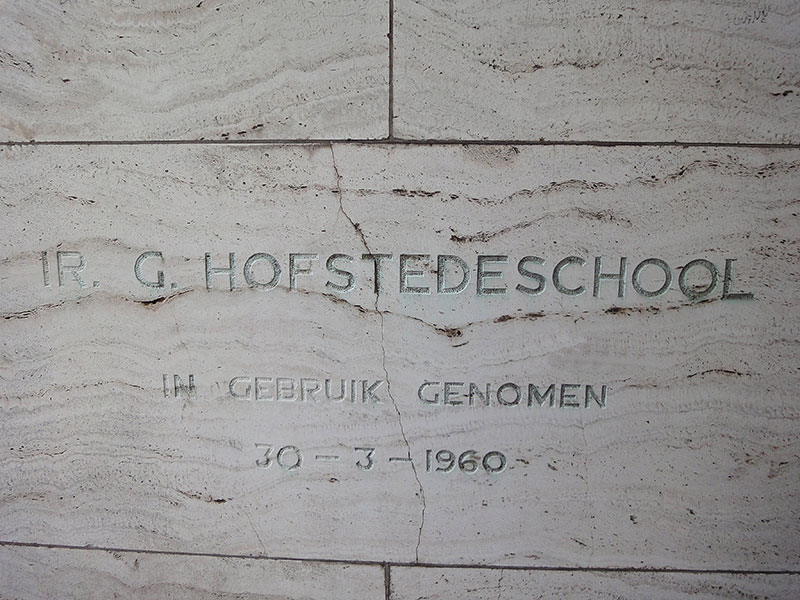 IR. G. HOFSTEDESCHOOL
IN GEBRUIK GENOMEN
30 - 3 - 1960